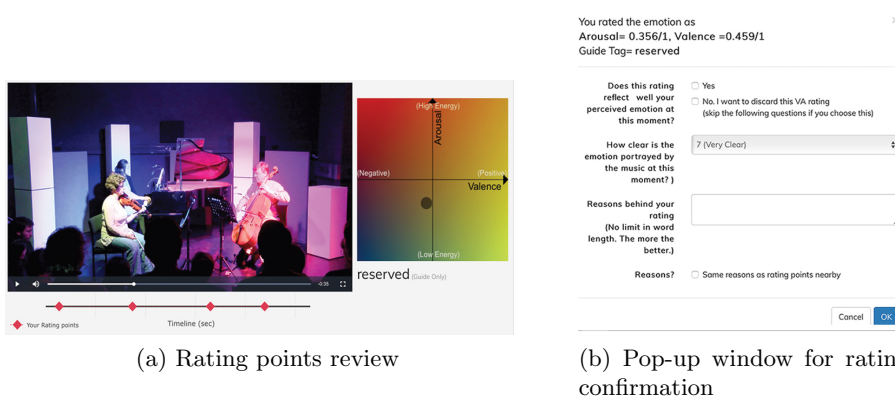 (High Energy)
Arousal
(Negative)
(Positive
Valence
(Low Energy)
-0:35
reserved (Guide Only)
Your Rating points
Timeline (sec)
(a) Rating points review
You rated the emotion as
Arousal= 0.356/1, Valence =0.459/1
Guide Tag= reserved
Does this rating
reflect well your
perceived emotion at
this moment?
Yes
No. I want to discard this VA rating
(skip the following questions if you choose this)
How clear is the
emotion portrayed by
the music at this
moment? )
7 (Very Clear)
Reasons behind your
rating
(No limit in word
length. The more the
better.)
Reasons?
Same reasons as rating points nearby
Cancel
OK
(b) Pop-up window for ratin
confirmation